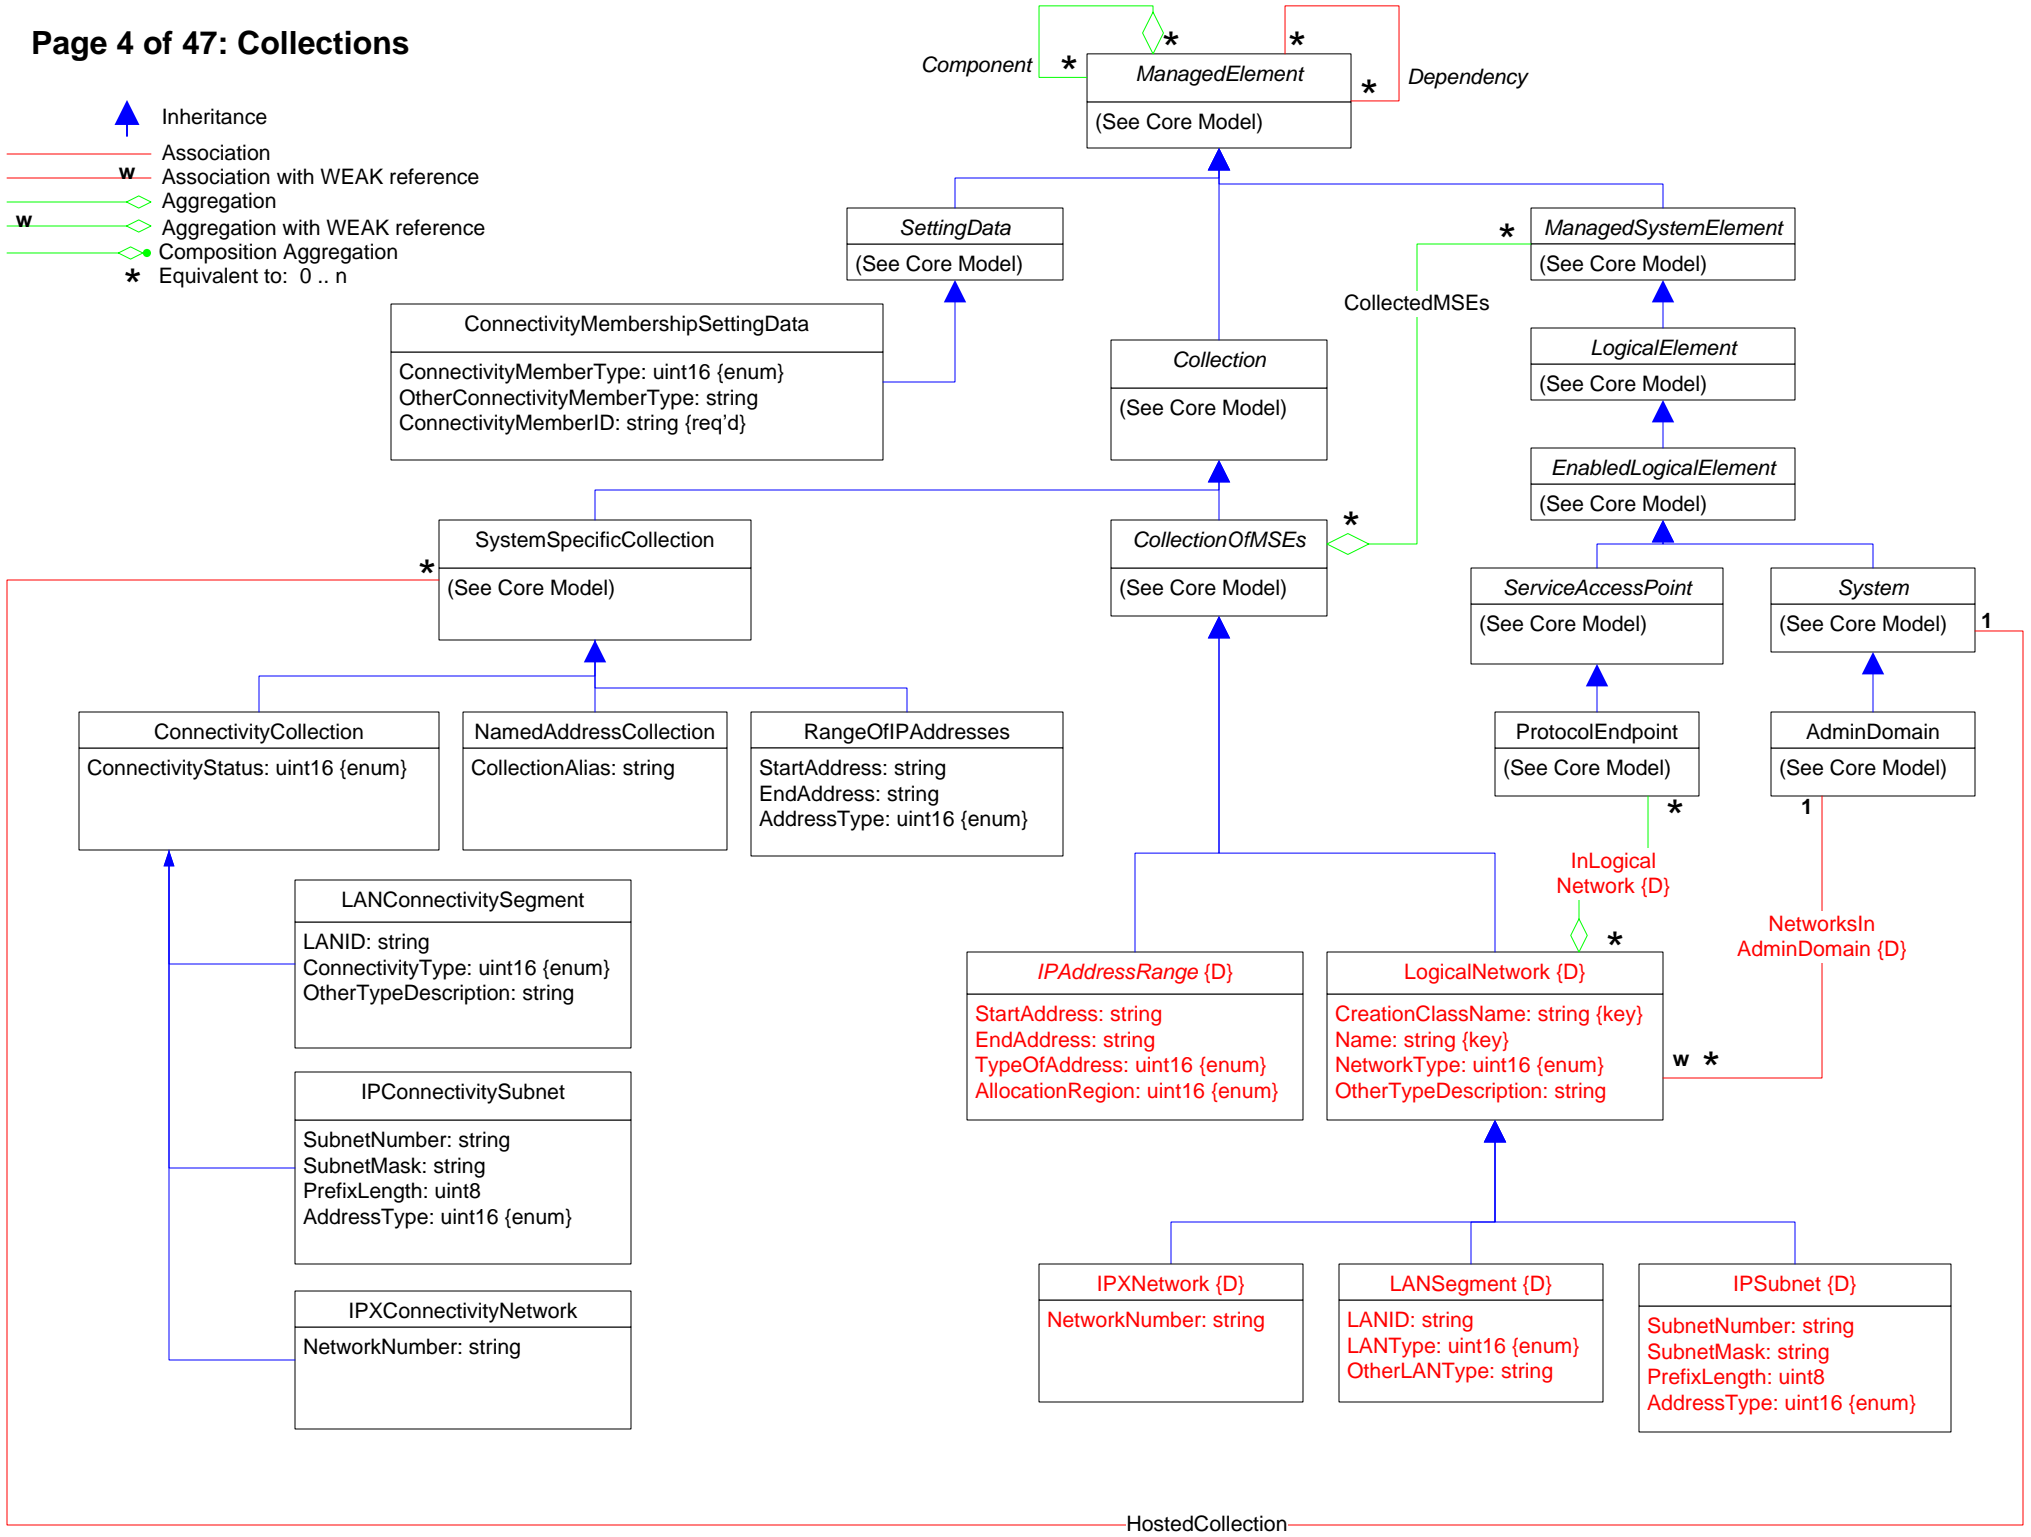 Page 4 of 47: Collections
Inheritance
Association
w Association with WEAK reference
Aggregation
w Aggregation with WEAK reference
Composition Aggregation
* Equivalent to:  0 .. n
Component
*
*
*
*
Dependency
ManagedElement
(See Core Model)
SettingData
(See Core Model)
ManagedSystemElement
(See Core Model)
*
CollectedMSEs
*
ConnectivityMembershipSettingData
ConnectivityMemberType: uint16 {enum}
OtherConnectivityMemberType: string
ConnectivityMemberID: string {req’d}
Collection
(See Core Model)
LogicalElement
(See Core Model)
EnabledLogicalElement
(See Core Model)
SystemSpecificCollection
(See Core Model)
*
CollectionOfMSEs
(See Core Model)
ServiceAccessPoint
(See Core Model)
System
(See Core Model)
1
ConnectivityCollection
ConnectivityStatus: uint16 {enum}
NamedAddressCollection
CollectionAlias: string
RangeOfIPAddresses
StartAddress: string
EndAddress: string
AddressType: uint16 {enum}
ProtocolEndpoint
(See Core Model)
*
AdminDomain
(See Core Model)
1
InLogical
Network {D}
*
NetworksIn
AdminDomain {D}
w *
LANConnectivitySegment
LANID: string
ConnectivityType: uint16 {enum}
OtherTypeDescription: string
IPAddressRange {D}
StartAddress: string
EndAddress: string
TypeOfAddress: uint16 {enum}
AllocationRegion: uint16 {enum}
LogicalNetwork {D}
CreationClassName: string {key}
Name: string {key}
NetworkType: uint16 {enum}
OtherTypeDescription: string
IPConnectivitySubnet
SubnetNumber: string
SubnetMask: string
PrefixLength: uint8
AddressType: uint16 {enum}
IPXConnectivityNetwork
NetworkNumber: string
IPXNetwork {D}
NetworkNumber: string
LANSegment {D}
LANID: string
LANType: uint16 {enum}
OtherLANType: string
IPSubnet {D}
SubnetNumber: string
SubnetMask: string
PrefixLength: uint8
AddressType: uint16 {enum}
HostedCollection